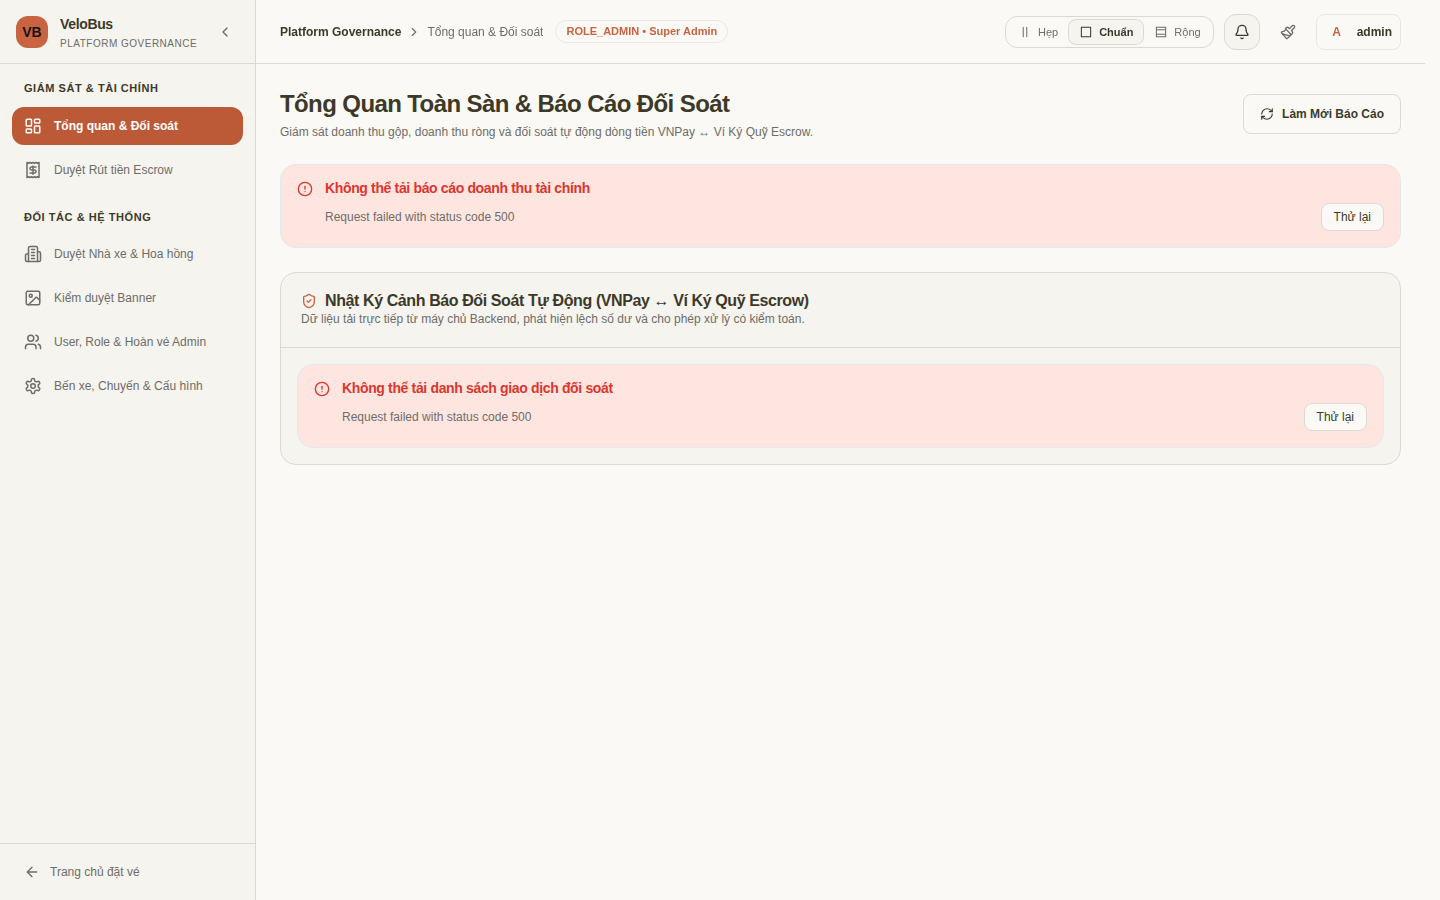 VB
VeloBus
PLATFORM GOVERNANCE
Platform Governance
Tổng quan & Đối soát
ROLE_ADMIN • Super Admin
Hẹp
Chuẩn
Rộng
A
admin
GIÁM SÁT & TÀI CHÍNH
Tổng quan & Đối soát
Duyệt Rút tiền Escrow
ĐỐI TÁC & HỆ THỐNG
Duyệt Nhà xe & Hoa hồng
Kiểm duyệt Banner
User, Role & Hoàn vé Admin
Bến xe, Chuyến & Cấu hình
Trang chủ đặt vé
Tổng Quan Toàn Sàn & Báo Cáo Đối Soát
Giám sát doanh thu gộp, doanh thu ròng và đối soát tự động dòng tiền VNPay ↔ Ví Ký Quỹ Escrow.
Làm Mới Báo Cáo
Không thể tải báo cáo doanh thu tài chính
Request failed with status code 500
Thử lại
Nhật Ký Cảnh Báo Đối Soát Tự Động (VNPay ↔ Ví Ký Quỹ Escrow)
Dữ liệu tải trực tiếp từ máy chủ Backend, phát hiện lệch số dư và cho phép xử lý có kiểm toán.
Không thể tải danh sách giao dịch đối soát
Request failed with status code 500
Thử lại